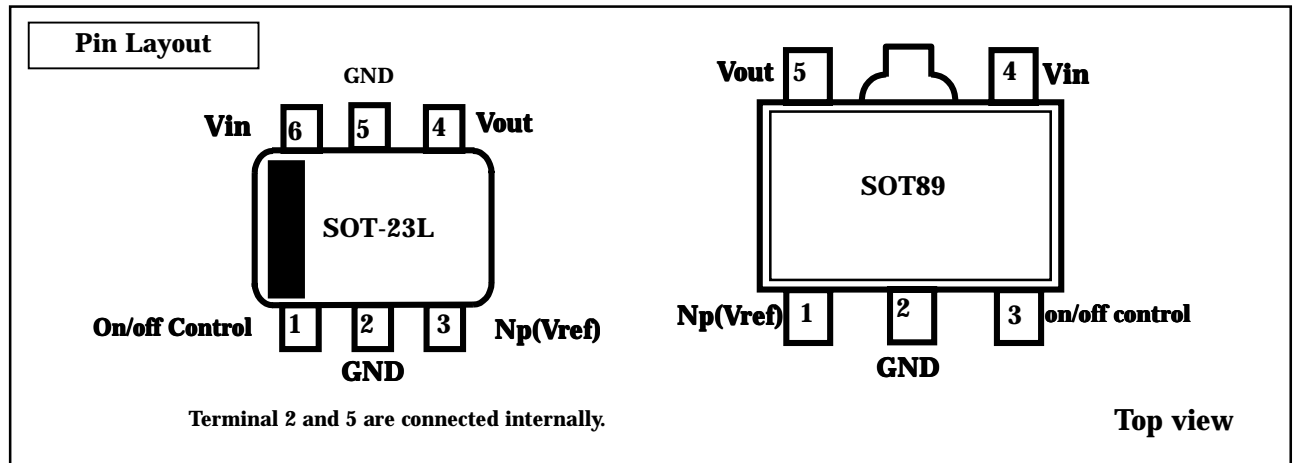 Pin Layout
GND
Vin 6 5 4 Vout
SOT-23L
On/off Control 1 2 3 Np(Vref)
GND
Terminal 2 and 5 are connected internally.
Vout 5 4 Vin
SOT89
Np(Vref) 1 2 3 on/off control
GND
Top view